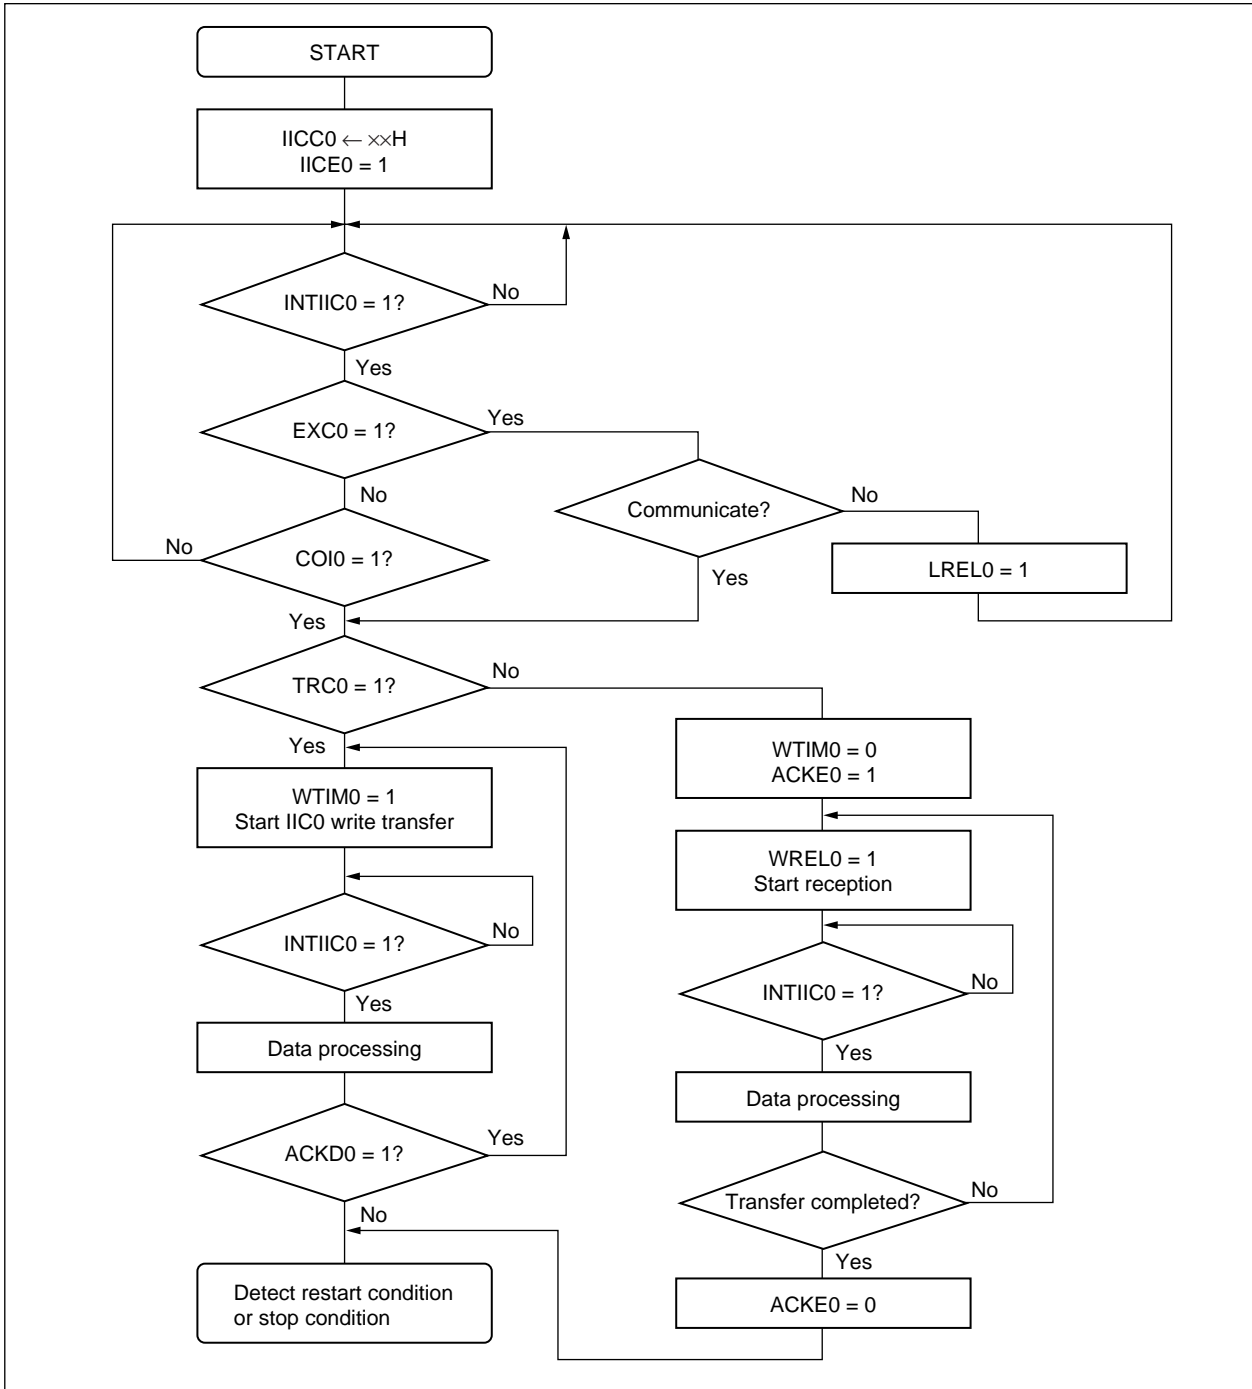 START
IICC0 ← ××H
IICE0 = 1
INTIIC0 = 1?
No
Yes
EXC0 = 1?
Yes
No
Communicate?
No
Yes
LREL0 = 1
COI0 = 1?
No
Yes
TRC0 = 1?
No
Yes
WTIM0 = 1
Start IIC0 write transfer
INTIIC0 = 1?
No
Yes
Data processing
ACKD0 = 1?
Yes
No
WTIM0 = 0
ACKE0 = 1
WREL0 = 1
Start reception
INTIIC0 = 1?
No
Yes
Data processing
Transfer completed?
No
Yes
ACKE0 = 0
Detect restart condition
or stop condition